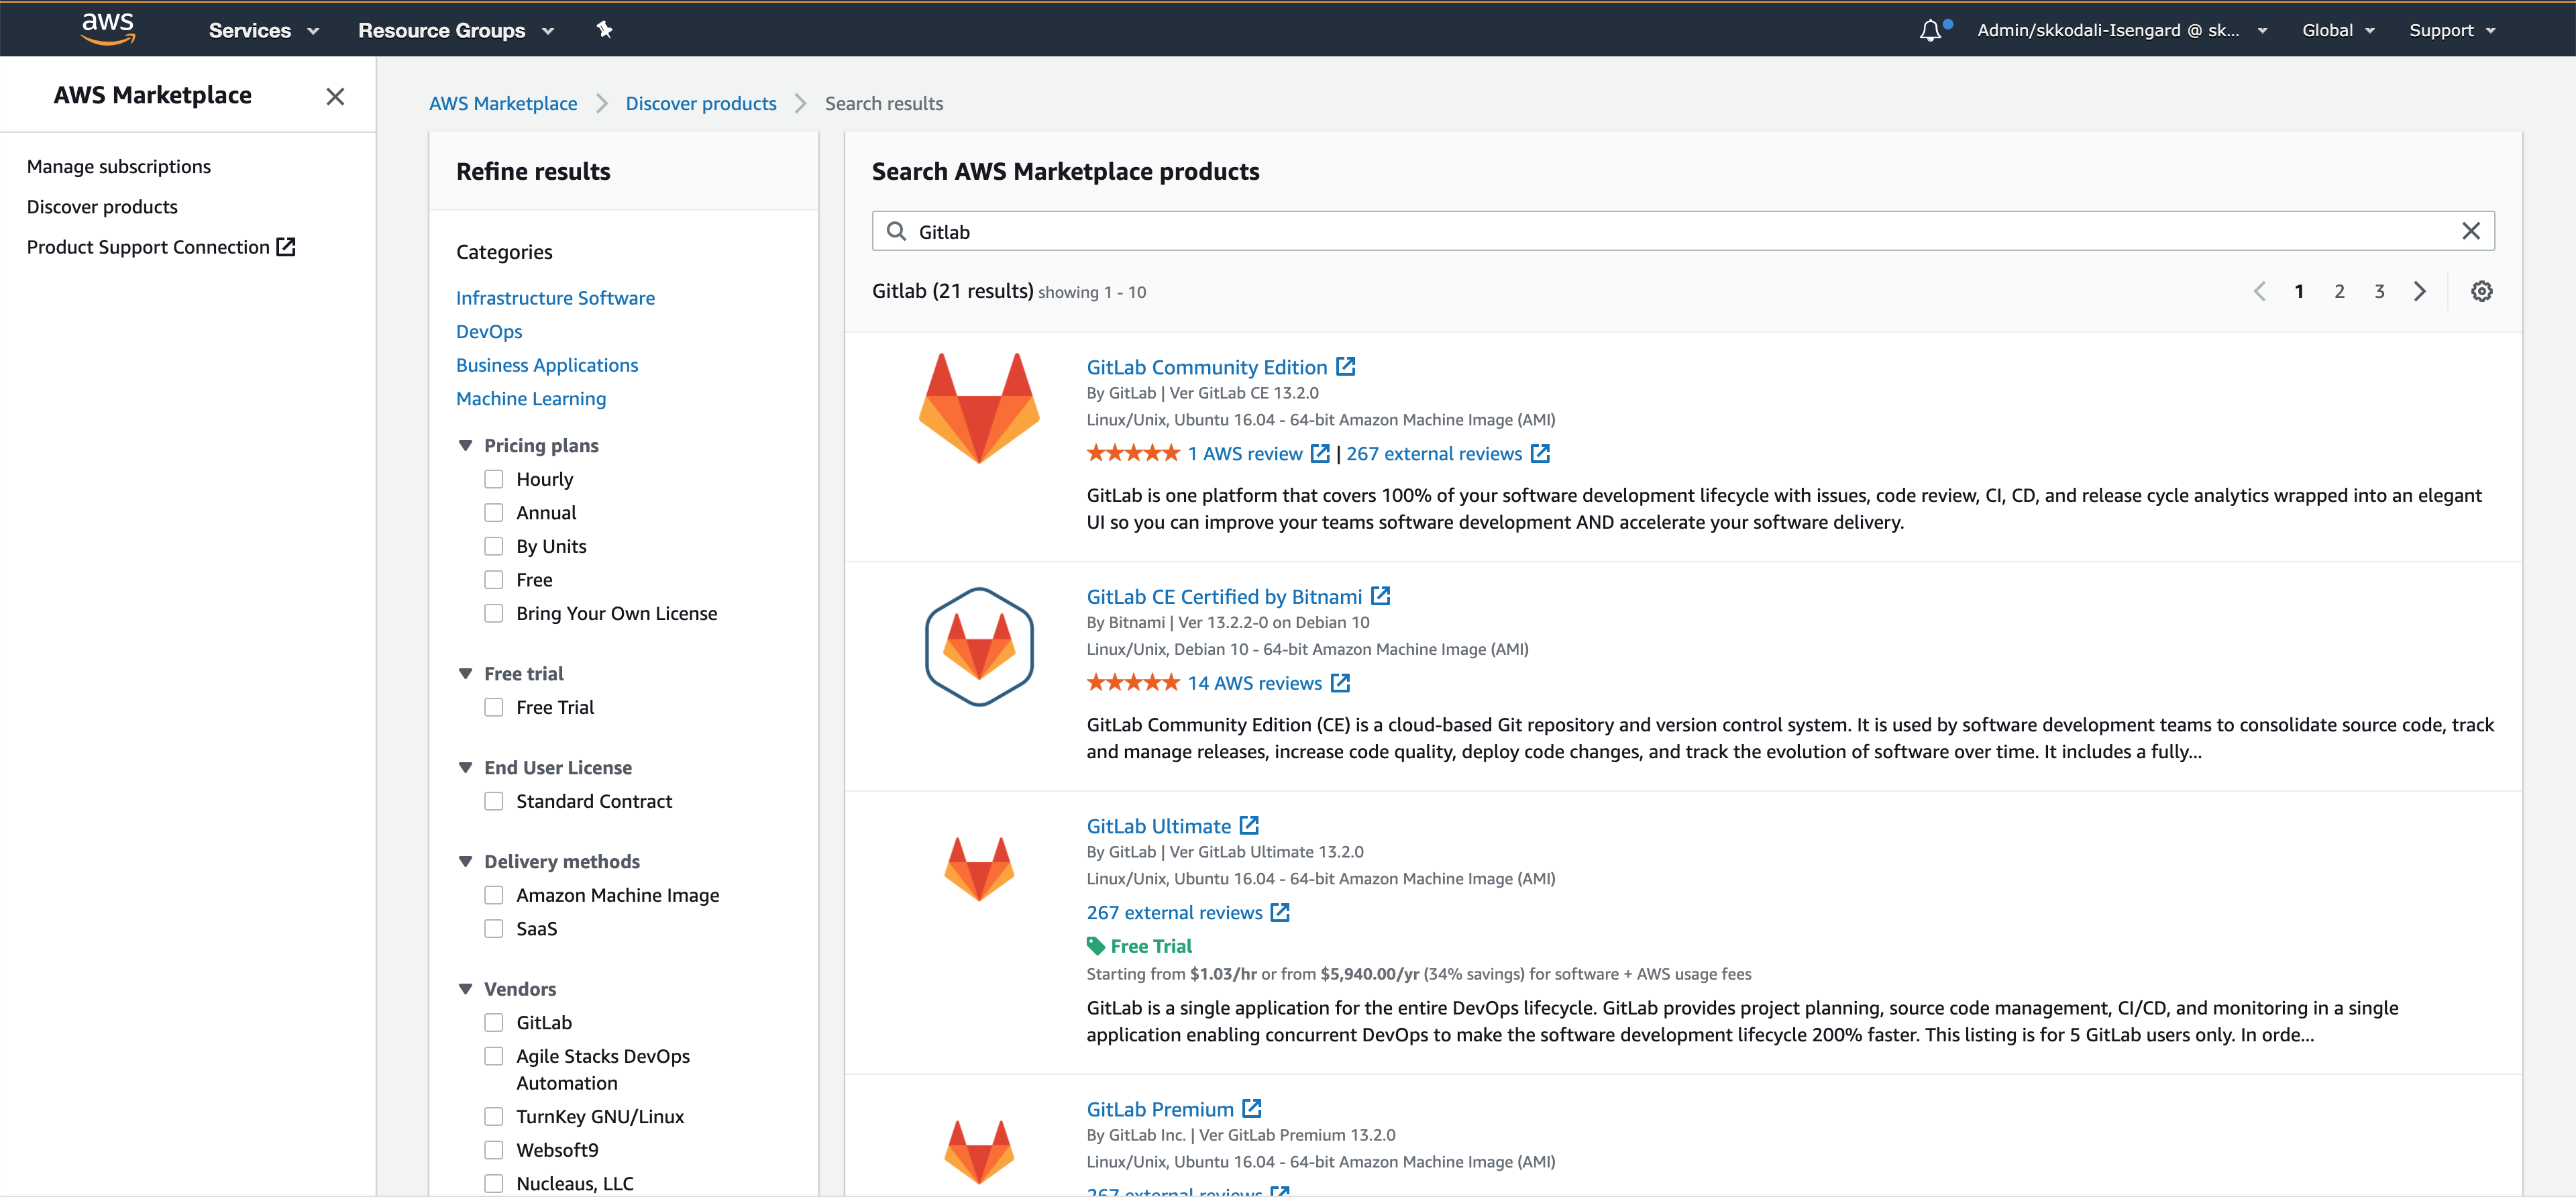 aws
Services
Resource Groups
Admin/skkodali-Isengard @ sk...
Global
Support
AWS Marketplace
Manage subscriptions
Discover products
Product Support Connection
AWS Marketplace > Discover products > Search results
Refine results
Categories
Infrastructure Software
DevOps
Business Applications
Machine Learning
Pricing plans
Hourly
Annual
By Units
Free
Bring Your Own License
Free trial
Free Trial
End User License
Standard Contract
Delivery methods
Amazon Machine Image
SaaS
Vendors
GitLab
Agile Stacks DevOps
Automation
TurnKey GNU/Linux
Websoft9
Nucleaus, LLC
Search AWS Marketplace products
Gitlab
Gitlab (21 results) showing 1 - 10
1 2 3
GitLab Community Edition
By GitLab | Ver GitLab CE 13.2.0
Linux/Unix, Ubuntu 16.04 - 64-bit Amazon Machine Image (AMI)
1 AWS review | 267 external reviews
GitLab is one platform that covers 100% of your software development lifecycle with issues, code review, CI, CD, and release cycle analytics wrapped into an elegant
UI so you can improve your teams software development AND accelerate your software delivery.
GitLab CE Certified by Bitnami
By Bitnami | Ver 13.2.2-0 on Debian 10
Linux/Unix, Debian 10 - 64-bit Amazon Machine Image (AMI)
14 AWS reviews
GitLab Community Edition (CE) is a cloud-based Git repository and version control system. It is used by software development teams to consolidate source code, track
and manage releases, increase code quality, deploy code changes, and track the evolution of software over time. It includes a fully...
GitLab Ultimate
By GitLab | Ver GitLab Ultimate 13.2.0
Linux/Unix, Ubuntu 16.04 - 64-bit Amazon Machine Image (AMI)
267 external reviews
Free Trial
Starting from $1.03/hr or from $5,940.00/yr (34% savings) for software + AWS usage fees
GitLab is a single application for the entire DevOps lifecycle. GitLab provides project planning, source code management, CI/CD, and monitoring in a single
application enabling concurrent DevOps to make the software development lifecycle 200% faster. This listing is for 5 GitLab users only. In orde...
GitLab Premium
By GitLab Inc. | Ver GitLab Premium 13.2.0
Linux/Unix, Ubuntu 16.04 - 64-bit Amazon Machine Image (AMI)
267 external reviews